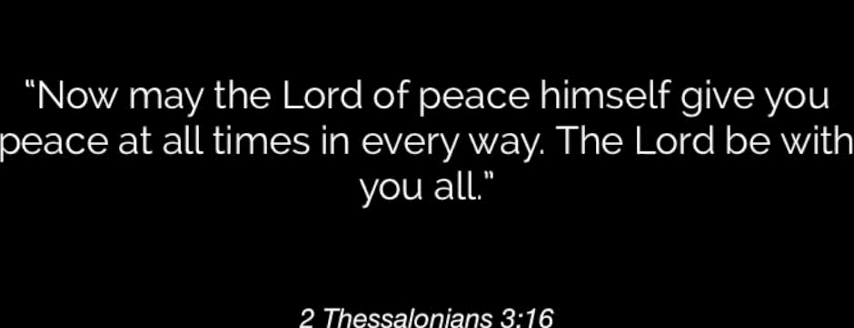 “Now may the Lord of peace himself give you
peace at all times in every way. The Lord be with
you all.”
2 Thessalonians 3:16